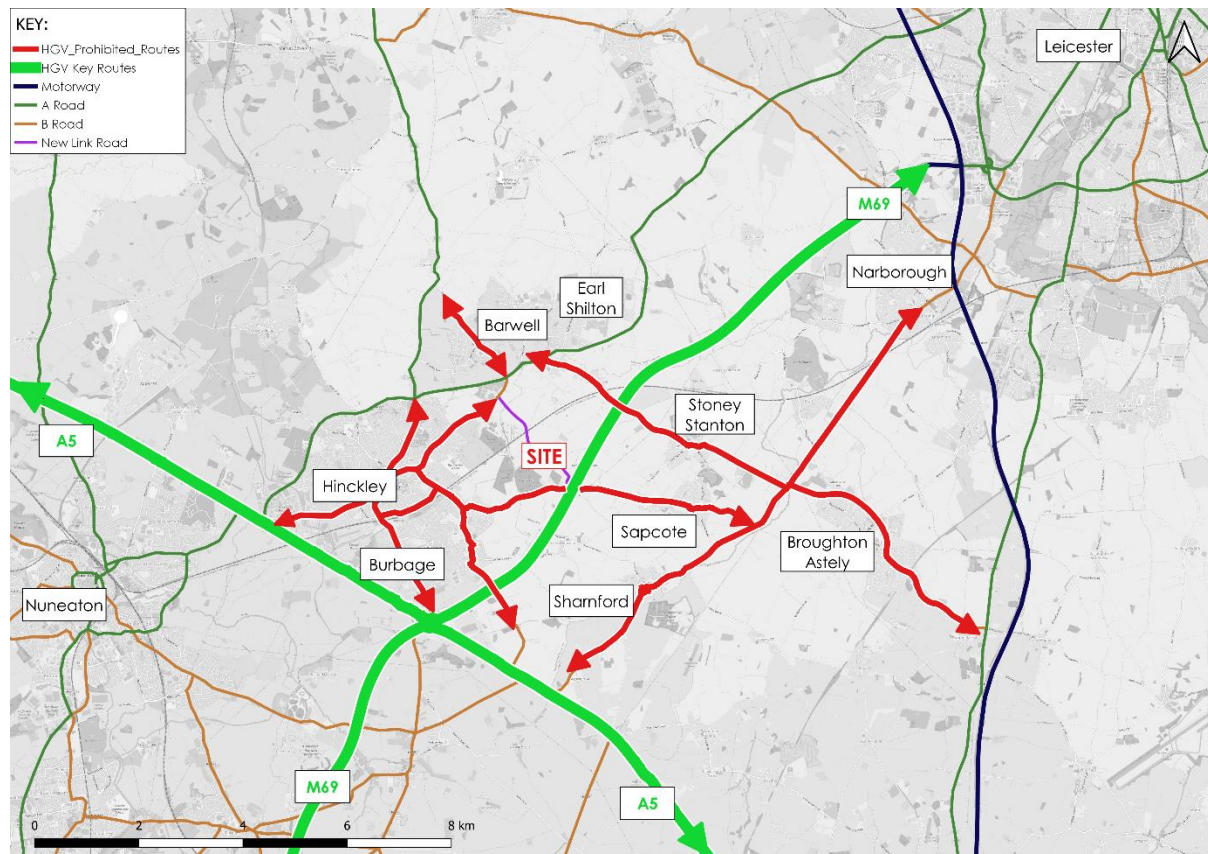 KEY:
HGV_Prohibited_Routes
HGV Key Routes
Motorway
A Road
B Road
New Link Road
Leicester
M69
Narborough
Earl
Shilton
Barwell
A5
Stoney
Stanton
SITE
Hinckley
Sapcote
Broughton
Astely
Burbage
Sharnford
Nuneaton
M69
A5
0 2 4 6 8 km